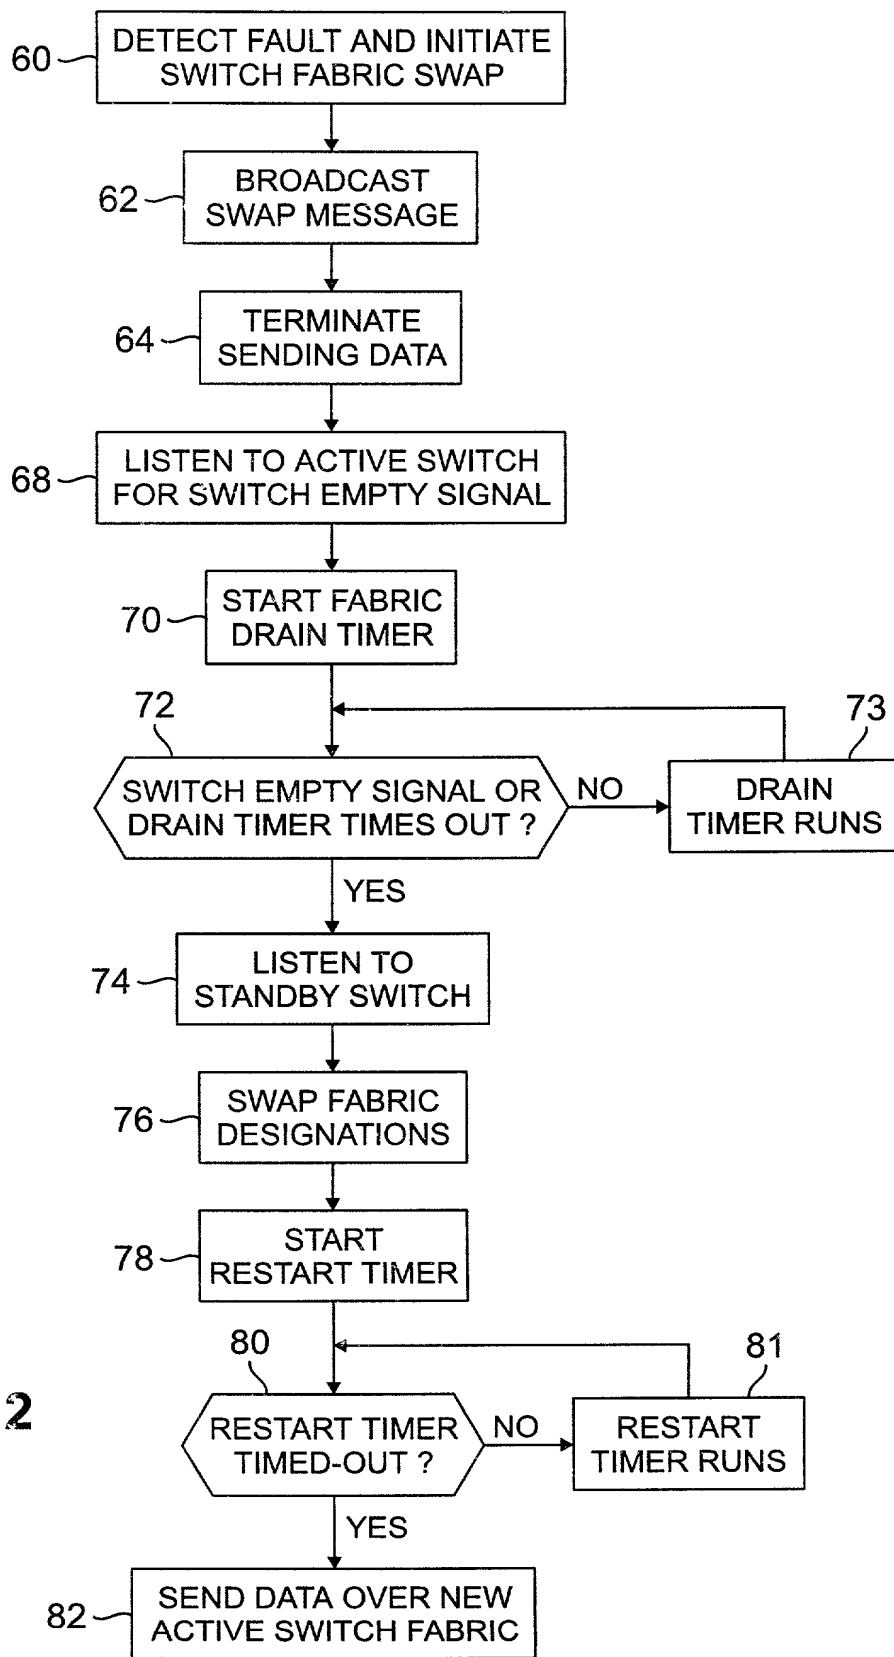 60
DETECT FAULT AND INITIATE
SWITCH FABRIC SWAP
62
BROADCAST
SWAP MESSAGE
64
TERMINATE
SENDING DATA
68
LISTEN TO ACTIVE SWITCH
FOR SWITCH EMPTY SIGNAL
70
START FABRIC
DRAIN TIMER
72
SWITCH EMPTY SIGNAL OR
DRAIN TIMER TIMES OUT ?
NO
73
DRAIN
TIMER RUNS
YES
74
LISTEN TO
STANDBY SWITCH
76
SWAP FABRIC
DESIGNATIONS
78
START
RESTART TIMER
80
RESTART TIMER
TIMED-OUT ?
NO
81
RESTART
TIMER RUNS
2
YES
82
SEND DATA OVER NEW
ACTIVE SWITCH FABRIC